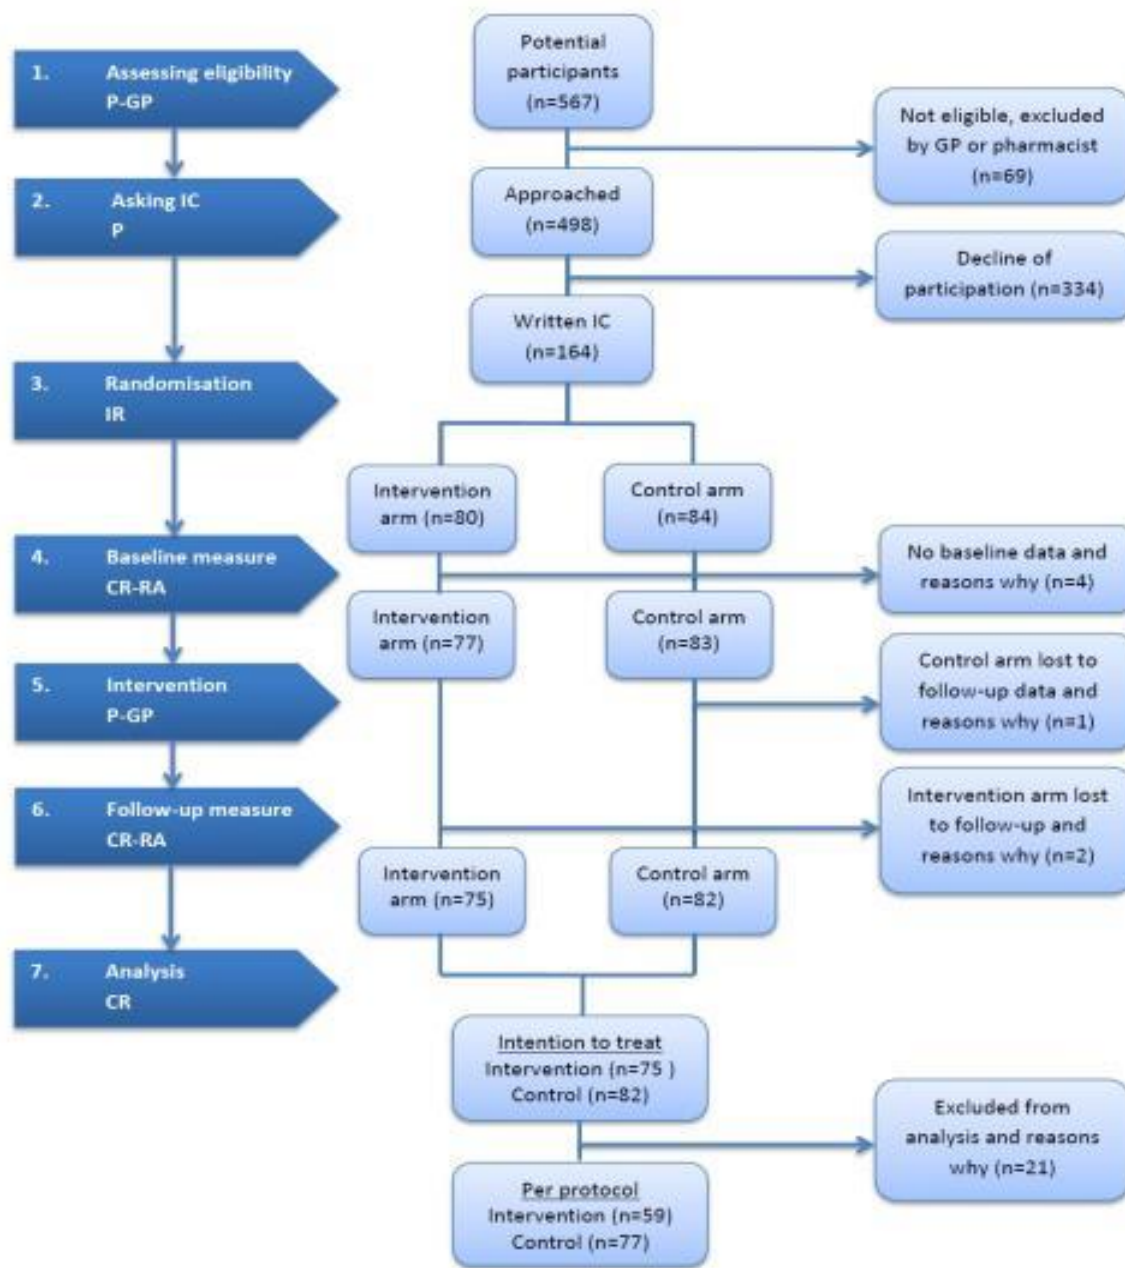 1. Assessing eligibility
P-GP
2. Asking IC
P
3. Randomisation
IR
4. Baseline measure
CR-RA
5. Intervention
P-GP
6. Follow-up measure
CR-RA
7. Analysis
CR
Potential
participants
(n=567)
Not eligible, excluded
by GP or pharmacist
(n=69)
Approached
(n=498)
Decline of
participation (n=334)
Written IC
(n=164)
Intervention
arm (n=80)
Control arm
(n=84)
No baseline data and
reasons why (n=4)
Intervention
arm (n=77)
Control arm
(n=83)
Control arm lost to
follow-up data and
reasons why (n=1)
Intervention arm lost
to follow-up and
reasons why (n=2)
Intervention
arm (n=75)
Control arm
(n=82)
Intention to treat
Intervention (n=75 )
Control (n=82)
Excluded from
analysis and reasons
why (n=21)
Per protocol
Intervention (n=59)
Control (n=77)